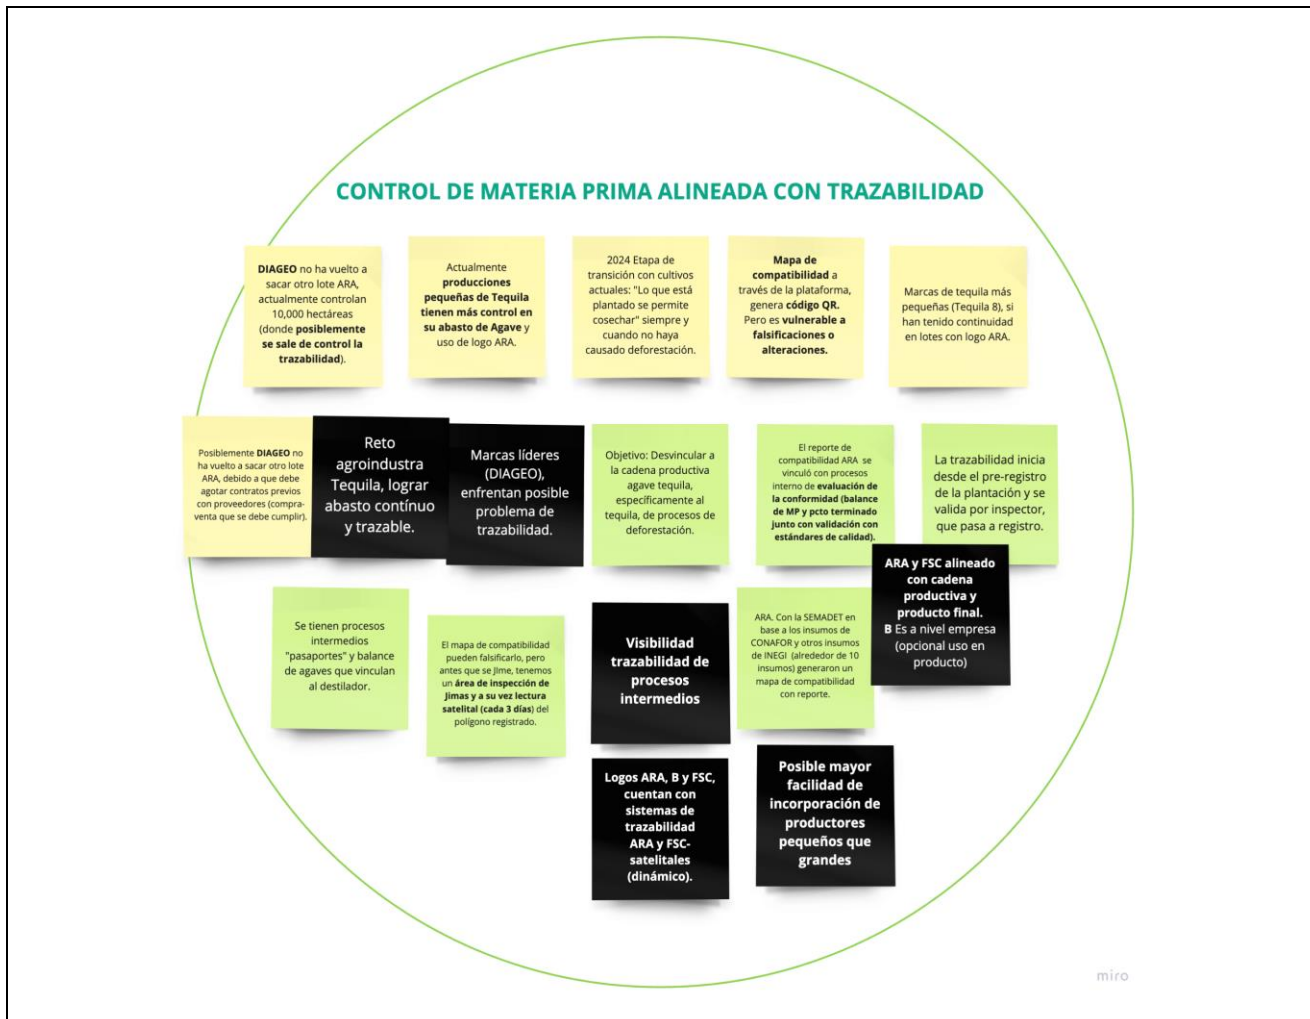 CONTROL DE MATERIA PRIMA ALINEADA CON TRAZABILIDAD
DIAGEO no ha vuelto a
sacar otro lote ARA,
actualmente controlan
10,000 hectáreas
(donde posiblemente
se sale de control la
trazabilidad).
Actualmente
producciones
pequeñas de Tequila
tienen más control en
su abasto de Agave y
uso de logo ARA.
2024 Etapa de
transición con cultivos
actuales: "Lo que está
plantado se permite
cosechar" siempre y
cuando no haya
causado deforestación.
Mapa de
compatibilidad a
través de la plataforma,
genera código QR.
Pero es vulnerable a
falsificaciones o
alteraciones.
Marcas de tequila más
pequeñas (Tequila 8), si
han tenido continuidad
en lotes con logo ARA.
Posiblemente DIAGEO no
ha vuelto a sacar otro lote
ARA, debido a que debe
agotar contratos previos
con proveedores (compra-
venta que se debe cumplir).
Reto
agroindustra
Tequila, lograr
abasto contínuo
y trazable.
Marcas líderes
(DIAGEO),
enfrentan posible
problema de
trazabilidad.
Objetivo: Desvincular a
la cadena productiva
agave tequila,
específicamente al
tequila, de procesos de
deforestación.
El reporte de
compatibilidad ARA se
vinculó con procesos
interno de evaluación de
la conformidad (balance
de MP y pcto terminado
junto con validación con
estándares de calidad).
La trazabilidad inicia
desde el pre-registro
de la plantación y se
valida por inspector,
que pasa a registro.
Se tienen procesos
intermedios
"pasaportes" y balance
de agaves que vinculan
al destilador.
El mapa de compatibilidad
pueden falsificarlo, pero
antes que se JIme, tenemos
un área de inspección de
Jimas y a su vez lectura
satelital (cada 3 días) del
polígono registrado.
Visibilidad
trazabilidad de
procesos
intermedios
ARA. Con la SEMADET en
base a los insumos de
CONAFOR y otros insumos
de INEGI (alrededor de 10
insumos) generaron un
mapa de compatibilidad
con reporte.
ARA y FSC alineado
con cadena
productiva y
producto final.
B Es a nivel empresa
(opcional uso en
producto)
Logos ARA, B y FSC,
cuentan con
sistemas de
trazabilidad
ARA y FSC-
satelitales
(dinámico).
Posible mayor
facilidad de
incorporación de
productores
pequeños que
grandes
miro